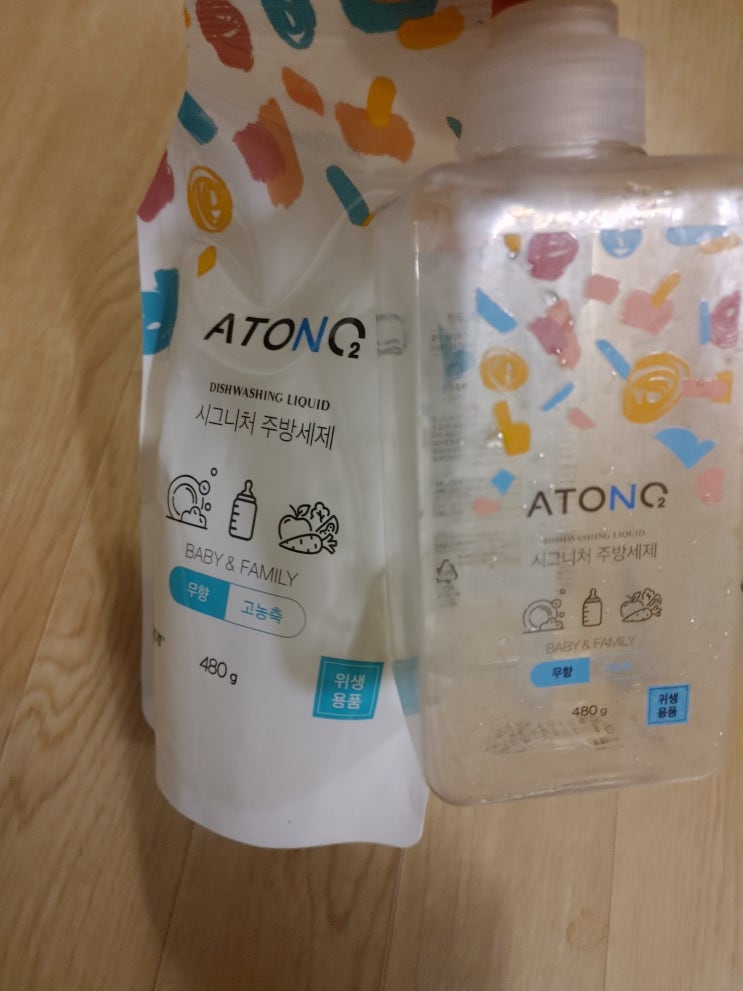 ATONO2
DISHWASHING LIQUID
시그니처 주방세제
BABY & FAMILY
무향
고농축
480 g
위생
용품
ATONO2
DISHWASHING LIQUID
시그니처 주방세제
BABY & FAMILY
무향
480 g
위생
용품